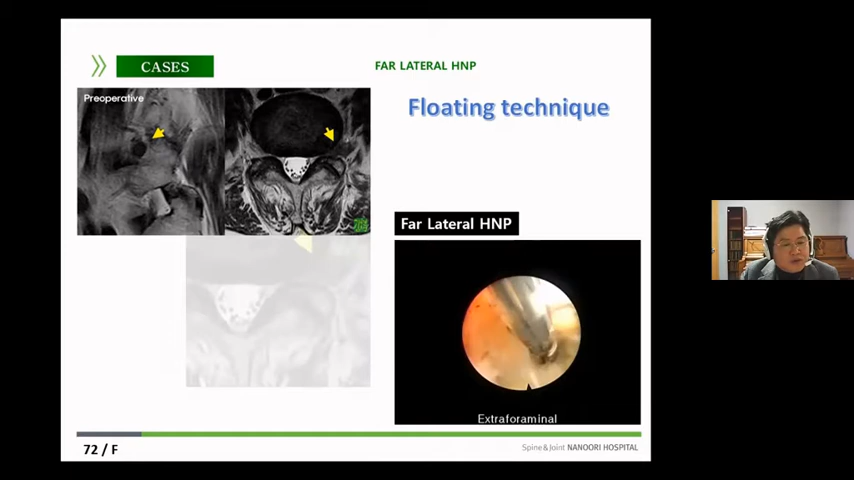 CASES
FAR LATERAL HNP
Preoperative
Floating technique
Far Lateral HNP
Extraforaminal
72 / F
Spine & Joint NANOORI HOSPITAL